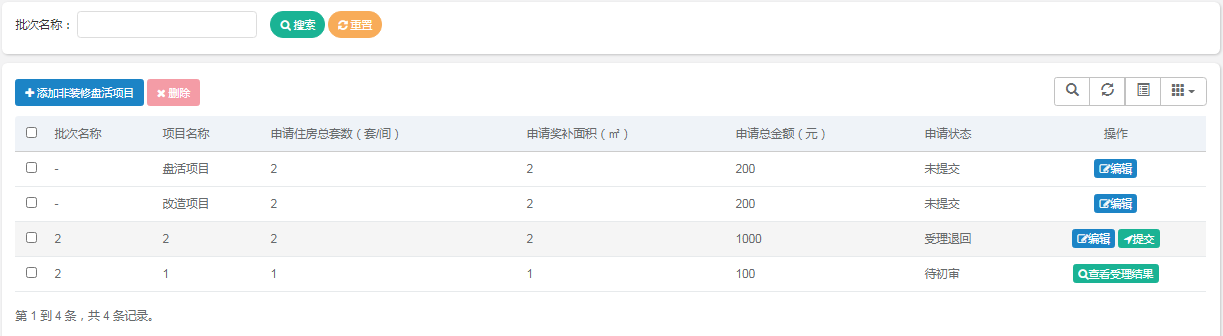 批次名称： 搜索 重置
添加非装修盘活项目 删除
批次名称 项目名称 申请住房总套数（套/间） 申请奖补面积（㎡） 申请总金额（元） 申请状态 操作
- 盘活项目 2 2 200 未提交 编辑
- 改造项目 2 2 200 未提交 编辑
2 2 2 2 1000 受理退回 编辑 提交
2 1 1 1 100 待初审 查看受理结果
第 1 到 4 条，共 4 条记录。